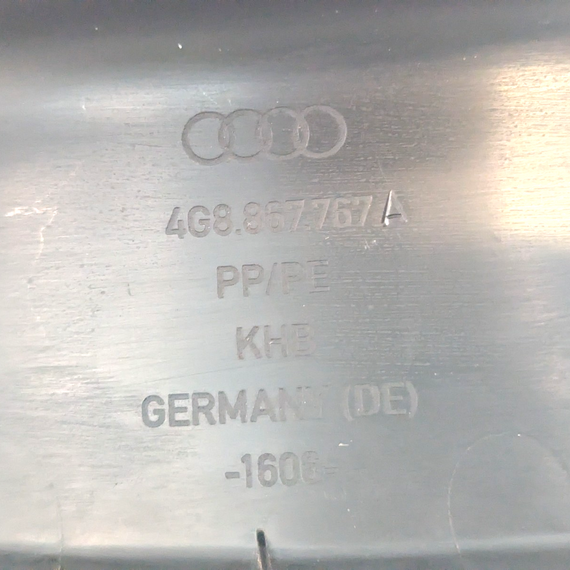 4G8.867.767 A
PP/PE
KHB
GERMANY (DE)
-1606-